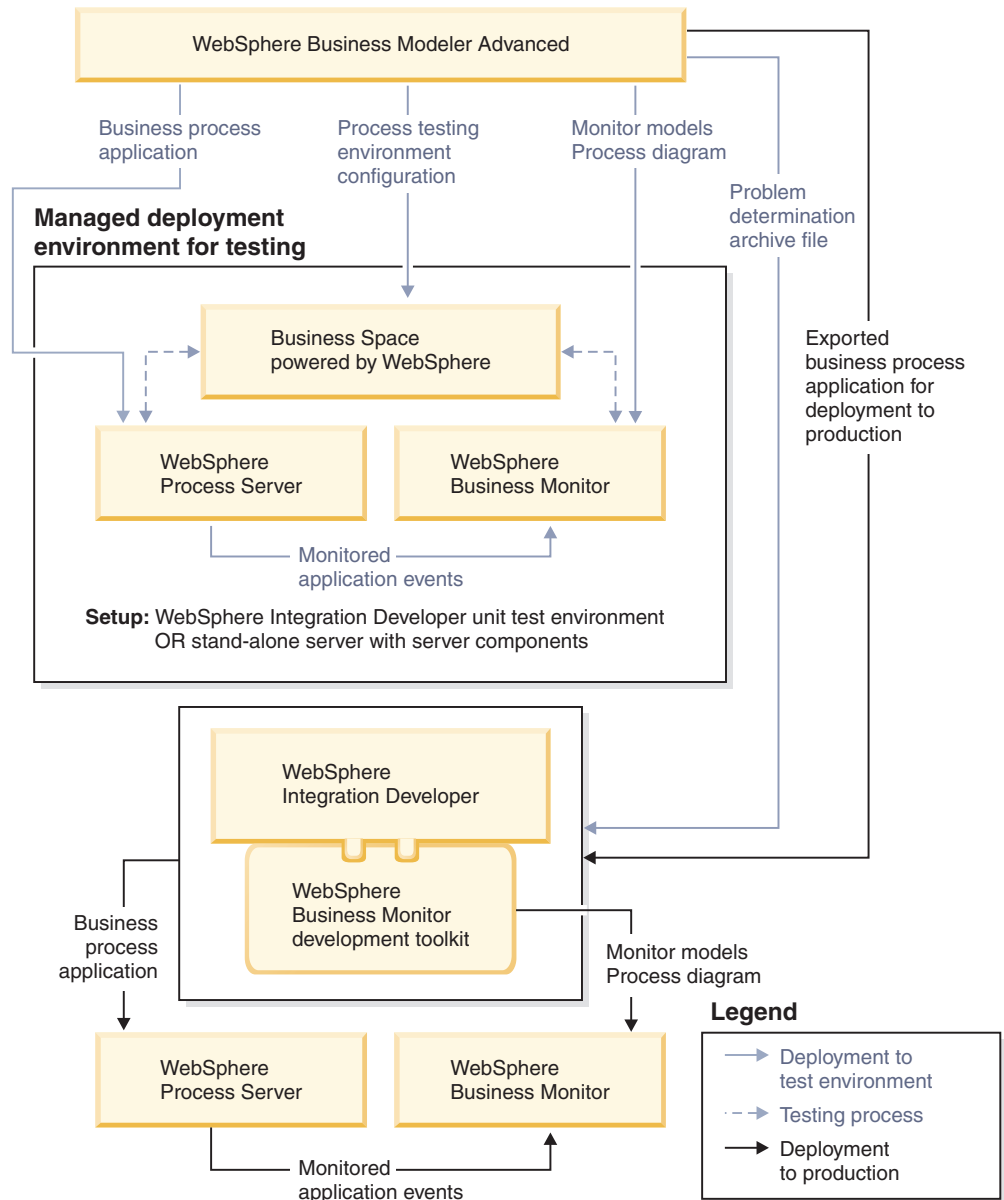 WebSphere Business Modeler Advanced
Business process
application
Process testing
environment
configuration
Monitor models
Process diagram
Problem
determination
archive file
Managed deployment
environment for testing
Business Space
powered by WebSphere
Exported
business process
application for
deployment to
production
WebSphere
Process Server
WebSphere
Business Monitor
Monitored
application events
Setup: WebSphere Integration Developer unit test environment
OR stand-alone server with server components
WebSphere
Integration Developer
WebSphere
Business Monitor
development toolkit
Business
process
application
Monitor models
Process diagram
WebSphere
Process Server
WebSphere
Business Monitor
Monitored
application events
Legend
Deployment to
test environment
Testing process
Deployment
to production